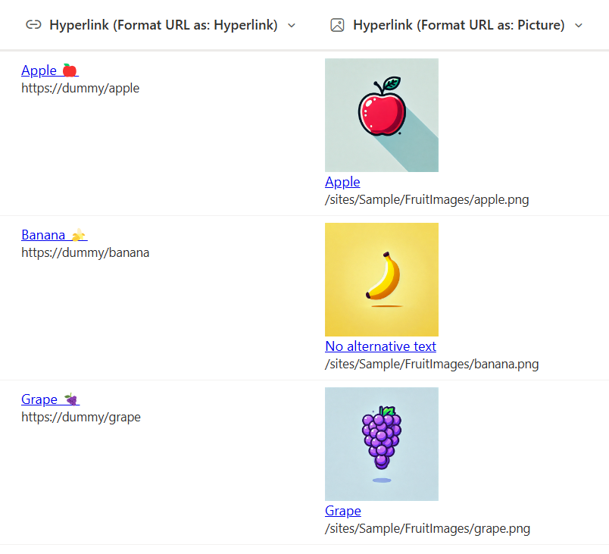 Hyperlink (Format URL as: Hyperlink)
Hyperlink (Format URL as: Picture)
Apple 🍎
https://dummy/apple
Apple
/sites/Sample/FruitImages/apple.png
Banana 🍌
https://dummy/banana
No alternative text
/sites/Sample/FruitImages/banana.png
Grape 🍇
https://dummy/grape
Grape
/sites/Sample/FruitImages/grape.png